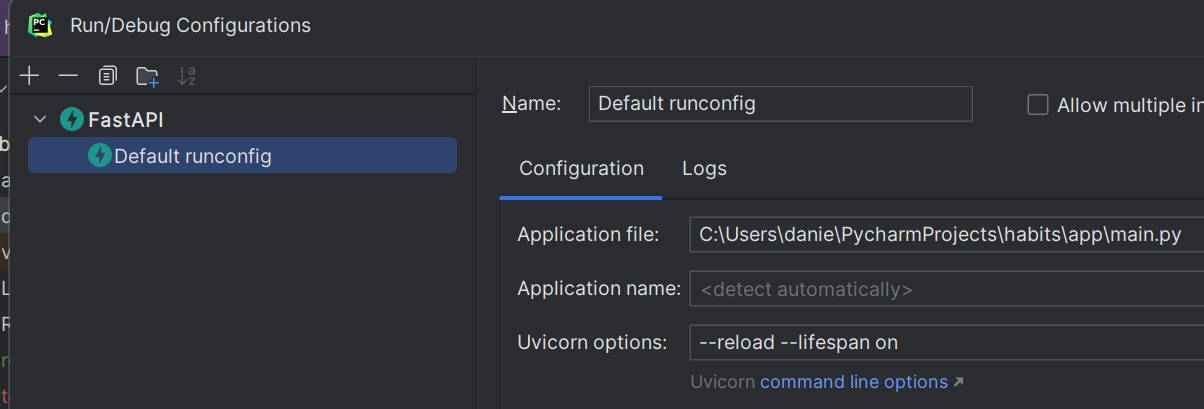 PC
Run/Debug Configurations
Name:
Default runconfig
Allow multiple in
FastAPI
Default runconfig
Configuration
Logs
Application file:
C:\Users\danie\PycharmProjects\habits\app\main.py
Application name:
<detect automatically>
Uvicorn options:
--reload --lifespan on
Uvicorn command line options